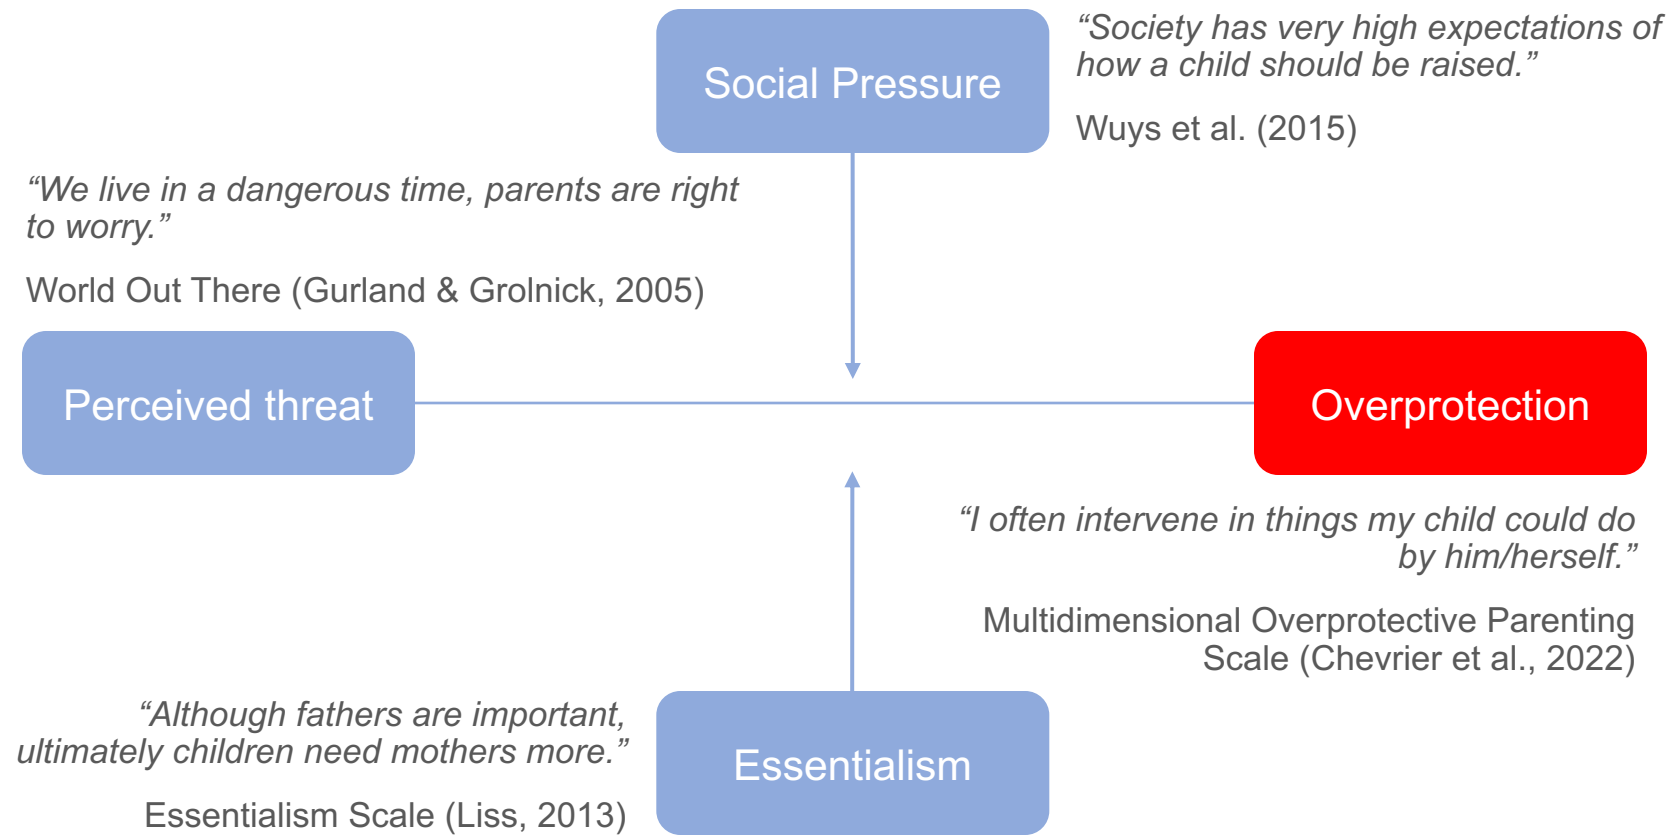 Social Pressure
“Society has very high expectations of
how a child should be raised.”
Wuys et al. (2015)
“We live in a dangerous time, parents are right
to worry.”
World Out There (Gurland & Grolnick, 2005)
Perceived threat
Overprotection
“I often intervene in things my child could do
by him/herself.”
Multidimensional Overprotective Parenting
Scale (Chevrier et al., 2022)
“Although fathers are important,
ultimately children need mothers more.”
Essentialism Scale (Liss, 2013)
Essentialism